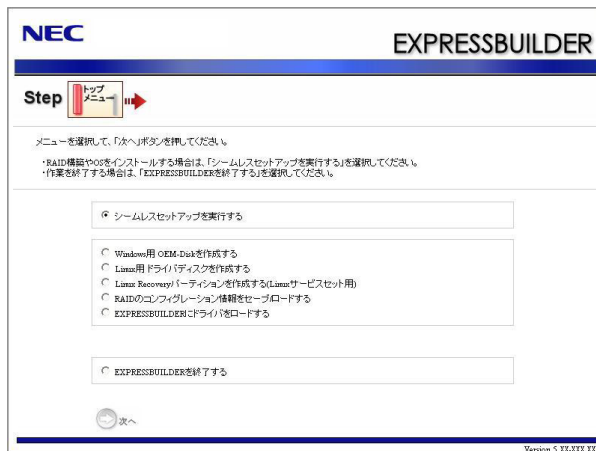 NEC
EXPRESSBUILDER
Step
トップ
メニュー
メニューを選択して、「次へ」ボタンを押してください。
・RAID構築やOSをインストールする場合は、「シームレスセットアップを実行する」を選択してください。
・作業を終了する場合は、「EXPRESSBUILDERを終了する」を選択してください。
シームレスセットアップを実行する
Windows用 OEM-Diskを作成する
Linux用 ドライバディスクを作成する
Linux Recoveryパーティションを作成する(Linuxサービスセット用)
RAIDのコンフィグレーション情報をセーブ/ロードする
EXPRESSBUILDERにドライバをロードする
EXPRESSBUILDERを終了する
次へ
Version 5.XX-XXX.XX